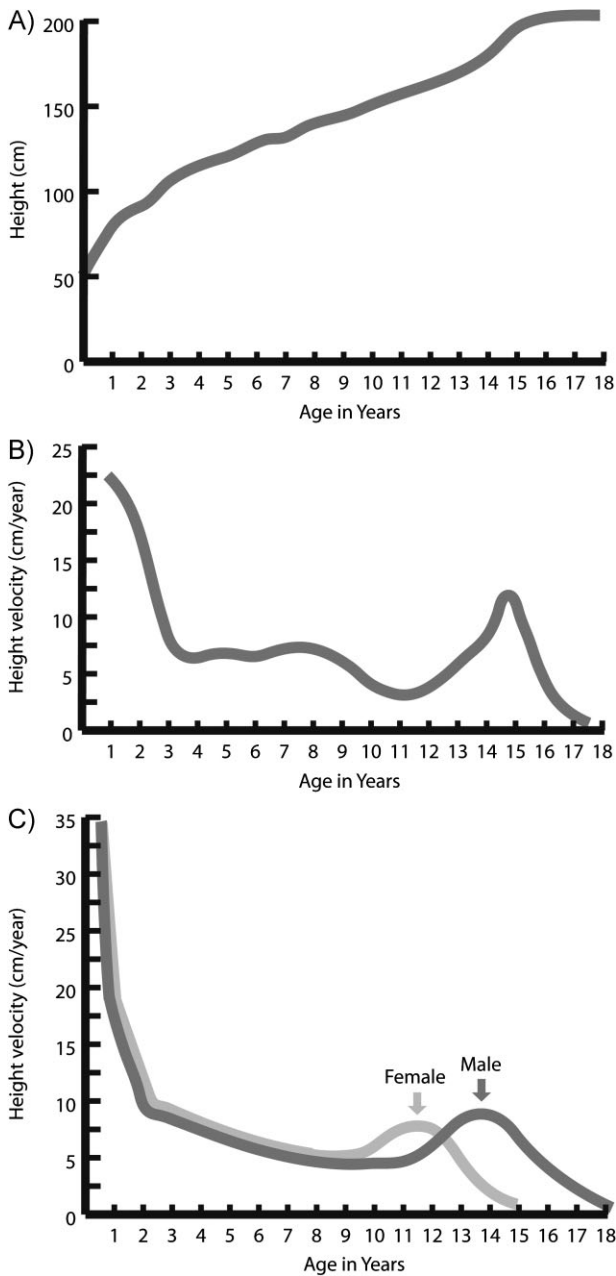 A)
200
150
100
50
0
Height (cm)
1 2 3 4 5 6 7 8 9 10 11 12 13 14 15 16 17 18
Age in Years
B)
25
20
15
10
5
0
Height velocity (cm/year)
1 2 3 4 5 6 7 8 9 10 11 12 13 14 15 16 17 18
Age in Years
C)
35
30
25
20
15
10
5
0
Height velocity (cm/year)
Female
Male
1 2 3 4 5 6 7 8 9 10 11 12 13 14 15 16 17 18
Age in Years